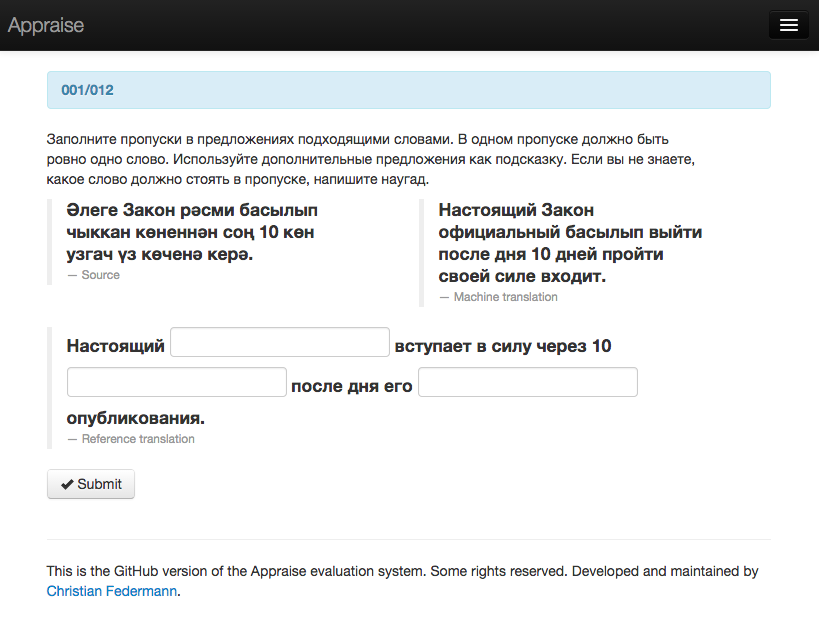 Appraise
001/012
Заполните пропуски в предложениях подходящими словами. В одном пропуске должно быть
ровно одно слово. Используйте дополнительные предложения как подсказку. Если вы не знаете,
какое слово должно стоять в пропуске, напишите наугад.
Әлеге Закон рәсми басылып
чыккан көненнән соң 10 көн
узгач үз көченә керә.
— Source
Настоящий Закон
официальный басылып выйти
после дня 10 дней пройти
своей силе входит.
— Machine translation
Настоящий вступает в силу через 10
после дня его
опубликования.
— Reference translation
Submit
This is the GitHub version of the Appraise evaluation system. Some rights reserved. Developed and maintained by
Christian Federmann.